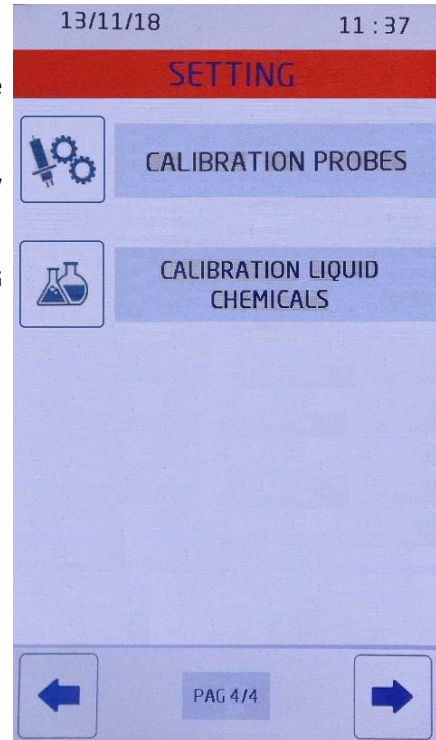 13/11/18 11:37
SETTING
CALIBRATION PROBES
CALIBRATION LIQUID
CHEMICALS
PAG 4/4